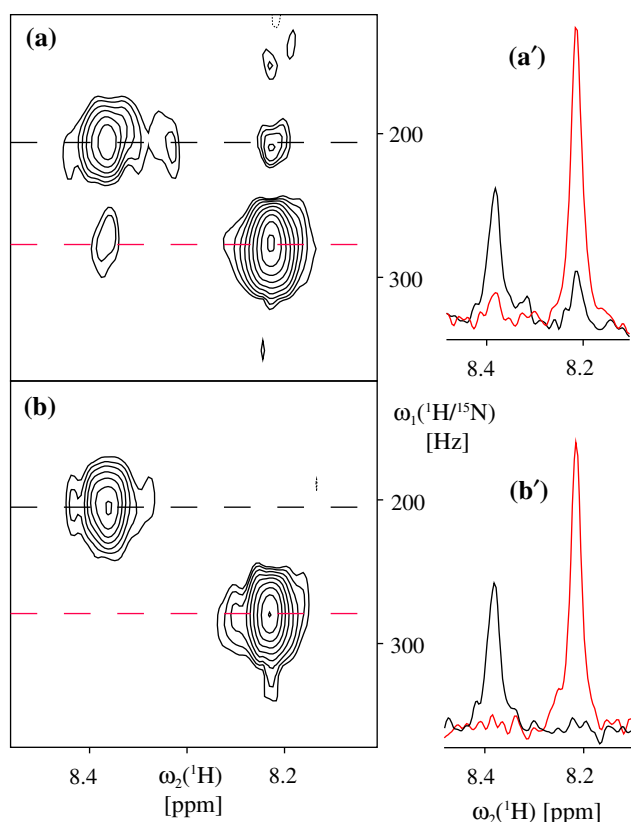 (a)
(a′)
200
300
8.4
8.2
ω₁(¹H/¹⁵N)
[Hz]
(b)
(b′)
200
300
8.4
ω₂(¹H)
[ppm]
8.2
8.4
8.2
ω₂(¹H) [ppm]